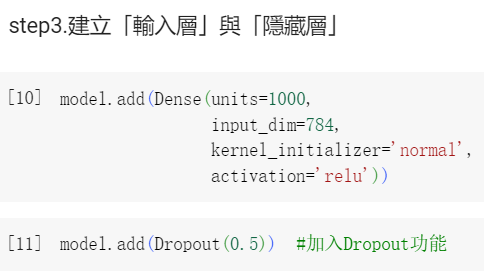 step3.建立「輸入層」與「隱藏層」
[10] model.add(Dense(units=1000,
input_dim=784,
kernel_initializer='normal',
activation='relu'))
[11] model.add(Dropout(0.5)) #加入Dropout功能